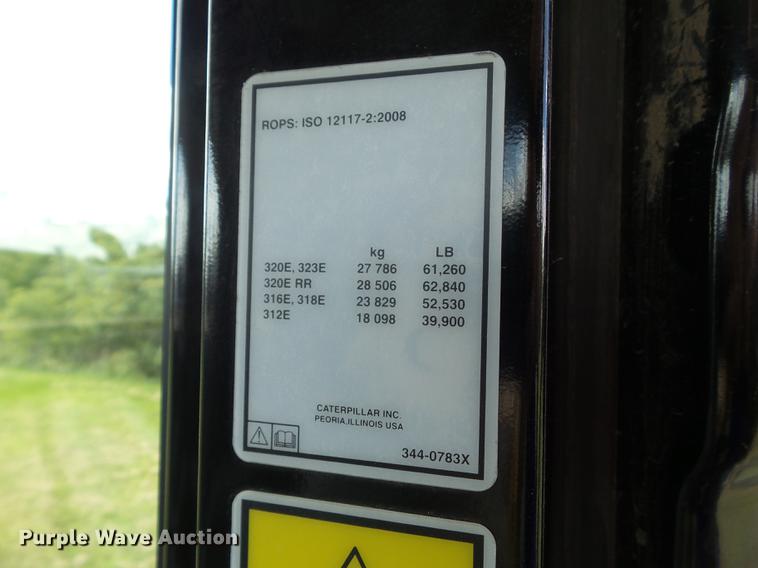 ROPS: ISO 12117-2:2008
kg LB
320E, 323E 27 786 61,260
320E RR 28 506 62,840
316E, 318E 23 829 52,530
312E 18 098 39,900
CATERPILLAR INC.
PEORIA,ILLINOIS USA
344-0783X
Purple Wave Auction